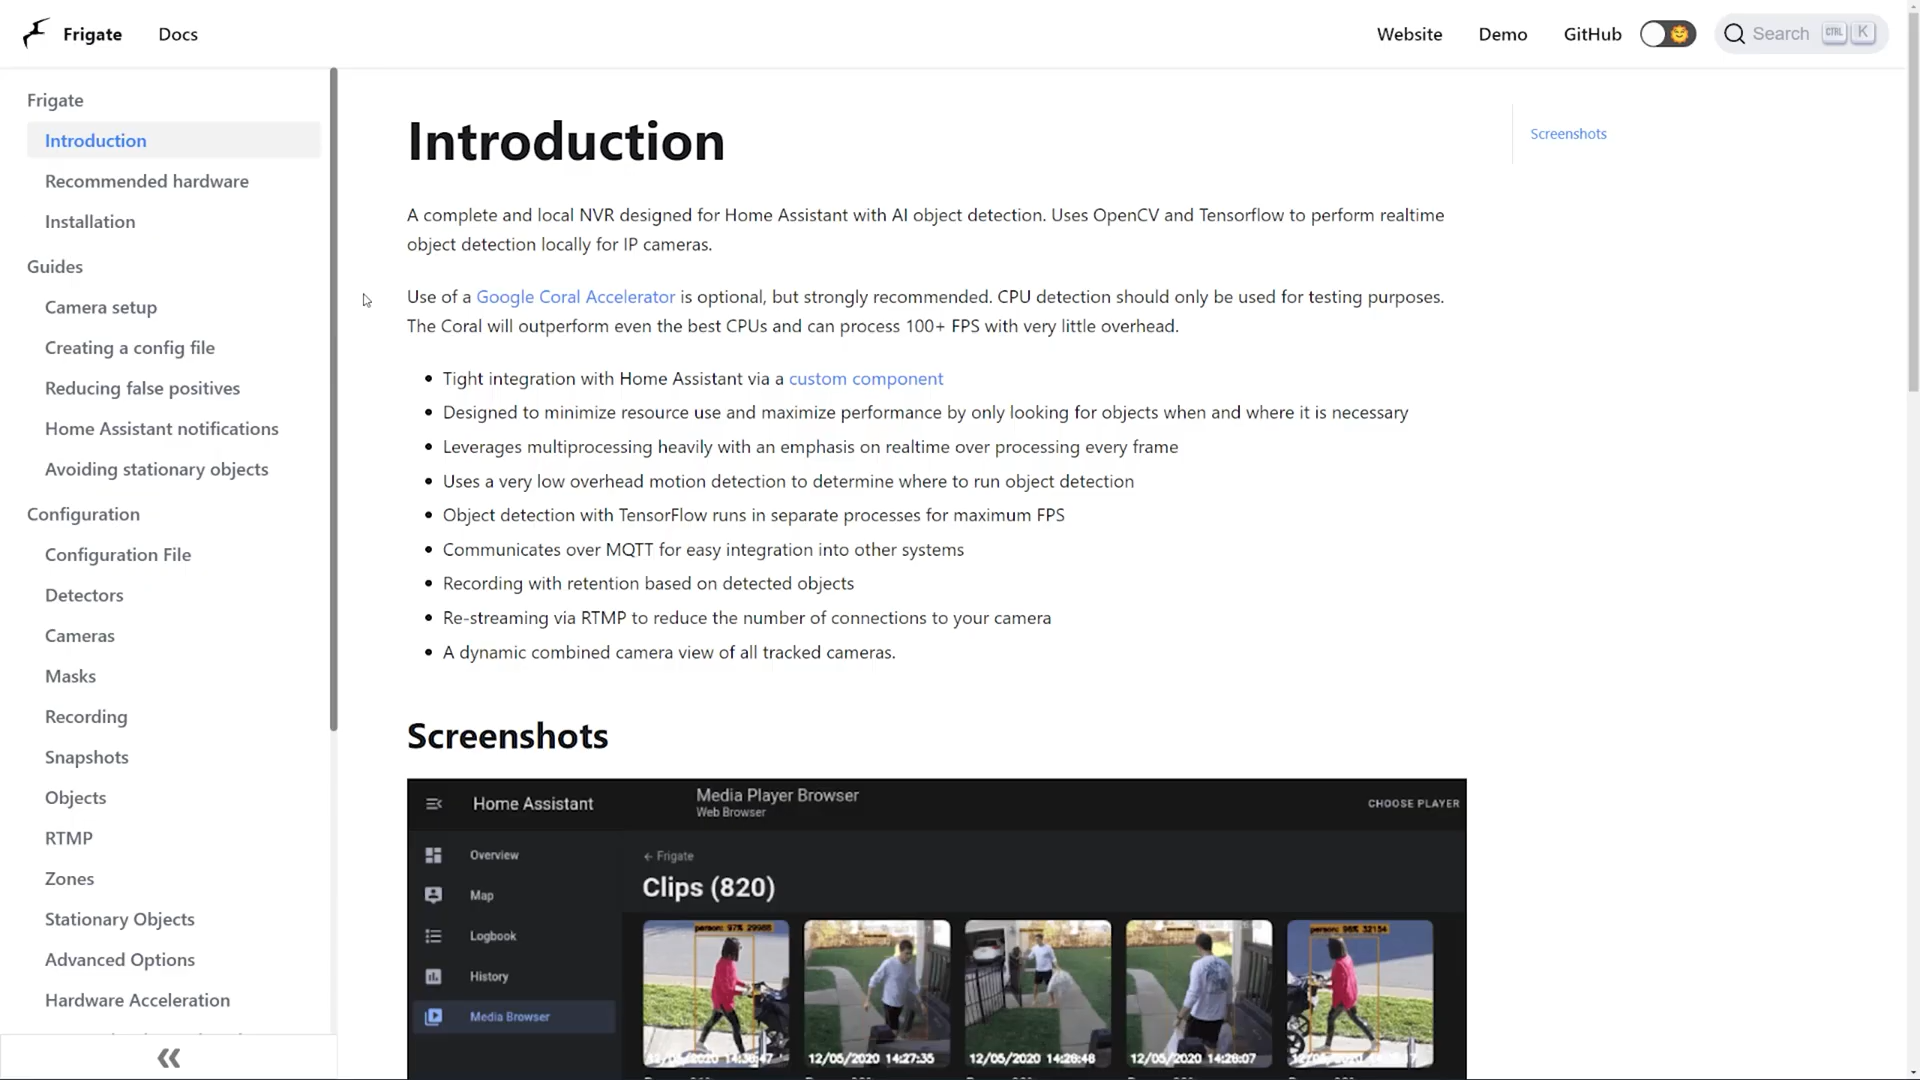 Frigate
Docs
Website
Demo
GitHub
Search
CTRL
K
Frigate
Introduction
Recommended hardware
Installation
Guides
Camera setup
Creating a config file
Reducing false positives
Home Assistant notifications
Avoiding stationary objects
Configuration
Configuration File
Detectors
Cameras
Masks
Recording
Snapshots
Objects
RTMP
Zones
Stationary Objects
Advanced Options
Hardware Acceleration
Introduction
A complete and local NVR designed for Home Assistant with AI object detection. Uses OpenCV and Tensorflow to perform realtime
object detection locally for IP cameras.
Use of a Google Coral Accelerator is optional, but strongly recommended. CPU detection should only be used for testing purposes.
The Coral will outperform even the best CPUs and can process 100+ FPS with very little overhead.
Tight integration with Home Assistant via a custom component
Designed to minimize resource use and maximize performance by only looking for objects when and where it is necessary
Leverages multiprocessing heavily with an emphasis on realtime over processing every frame
Uses a very low overhead motion detection to determine where to run object detection
Object detection with TensorFlow runs in separate processes for maximum FPS
Communicates over MQTT for easy integration into other systems
Recording with retention based on detected objects
Re-streaming via RTMP to reduce the number of connections to your camera
A dynamic combined camera view of all tracked cameras.
Screenshots
Home Assistant
Media Player Browser
Web Browser
CHOOSE PLAYER
Overview
Map
Logbook
History
Media Browser
← Frigate
Clips (820)
person: 97% 29988
person: 96% 32154
12/05/2020 14:27:35
12/05/2020 14:26:48
12/05/2020 14:26:07
Screenshots